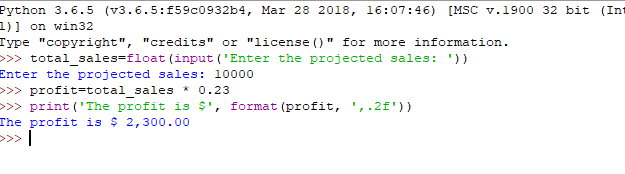 Python 3.6.5 (v3.6.5:f59c0932b4, Mar 28 2018, 16:07:46) [MSC v.1900 32 bit (Int
l)] on win32
Type "copyright", "credits" or "license()" for more information.
>>> total_sales=float(input('Enter the projected sales: '))
Enter the projected sales: 10000
>>> profit=total_sales * 0.23
>>> print('The profit is $', format(profit, ',.2f'))
The profit is $ 2,300.00
>>>